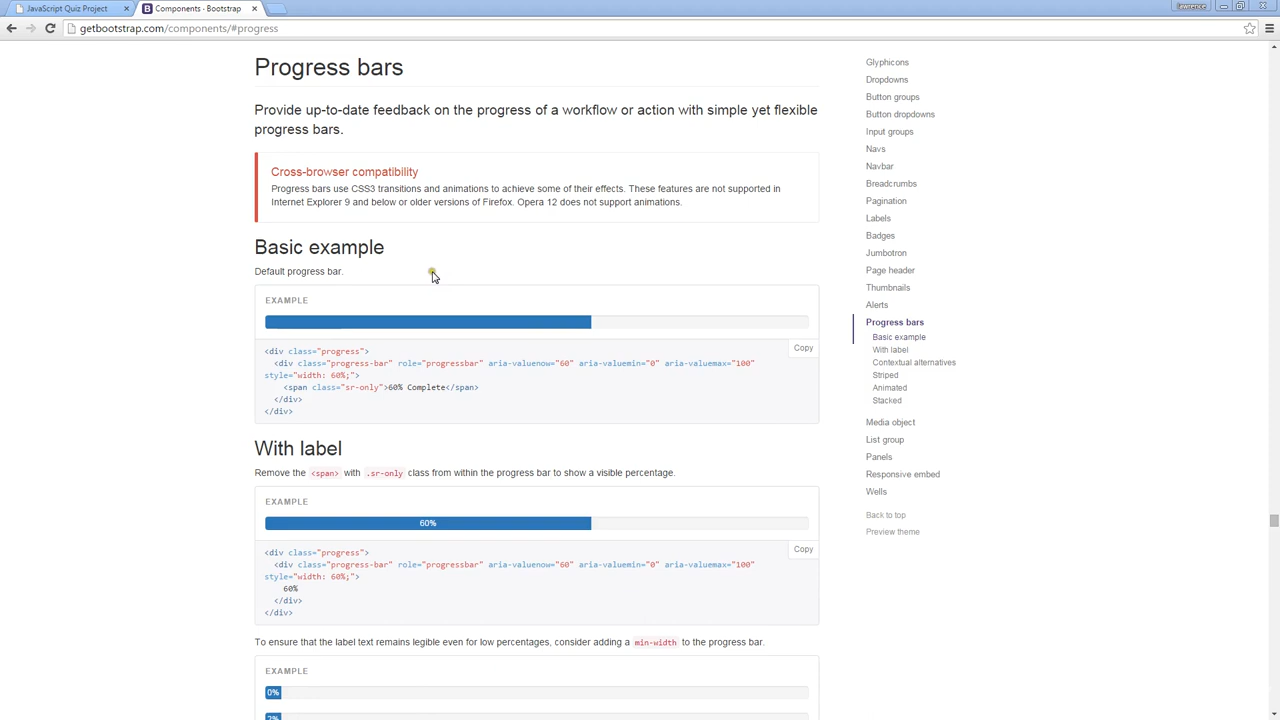 JavaScript Quiz Project
Components · Bootstrap
lawrence
getbootstrap.com/components/#progress
Progress bars
Provide up-to-date feedback on the progress of a workflow or action with simple yet flexible
progress bars.
Cross-browser compatibility
Progress bars use CSS3 transitions and animations to achieve some of their effects. These features are not supported in
Internet Explorer 9 and below or older versions of Firefox. Opera 12 does not support animations.
Basic example
Default progress bar.
EXAMPLE
Copy
<div class="progress">
  <div class="progress-bar" role="progressbar" aria-valuenow="60" aria-valuemin="0" aria-valuemax="100"
style="width: 60%;">
    <span class="sr-only">60% Complete</span>
  </div>
</div>
With label
Remove the <span> with .sr-only class from within the progress bar to show a visible percentage.
EXAMPLE
60%
Copy
<div class="progress">
  <div class="progress-bar" role="progressbar" aria-valuenow="60" aria-valuemin="0" aria-valuemax="100"
style="width: 60%;">
    60%
  </div>
</div>
To ensure that the label text remains legible even for low percentages, consider adding a min-width to the progress bar.
EXAMPLE
0%
2%
Glyphicons
Dropdowns
Button groups
Button dropdowns
Input groups
Navs
Navbar
Breadcrumbs
Pagination
Labels
Badges
Jumbotron
Page header
Thumbnails
Alerts
Progress bars
Basic example
With label
Contextual alternatives
Striped
Animated
Stacked
Media object
List group
Panels
Responsive embed
Wells
Back to top
Preview theme